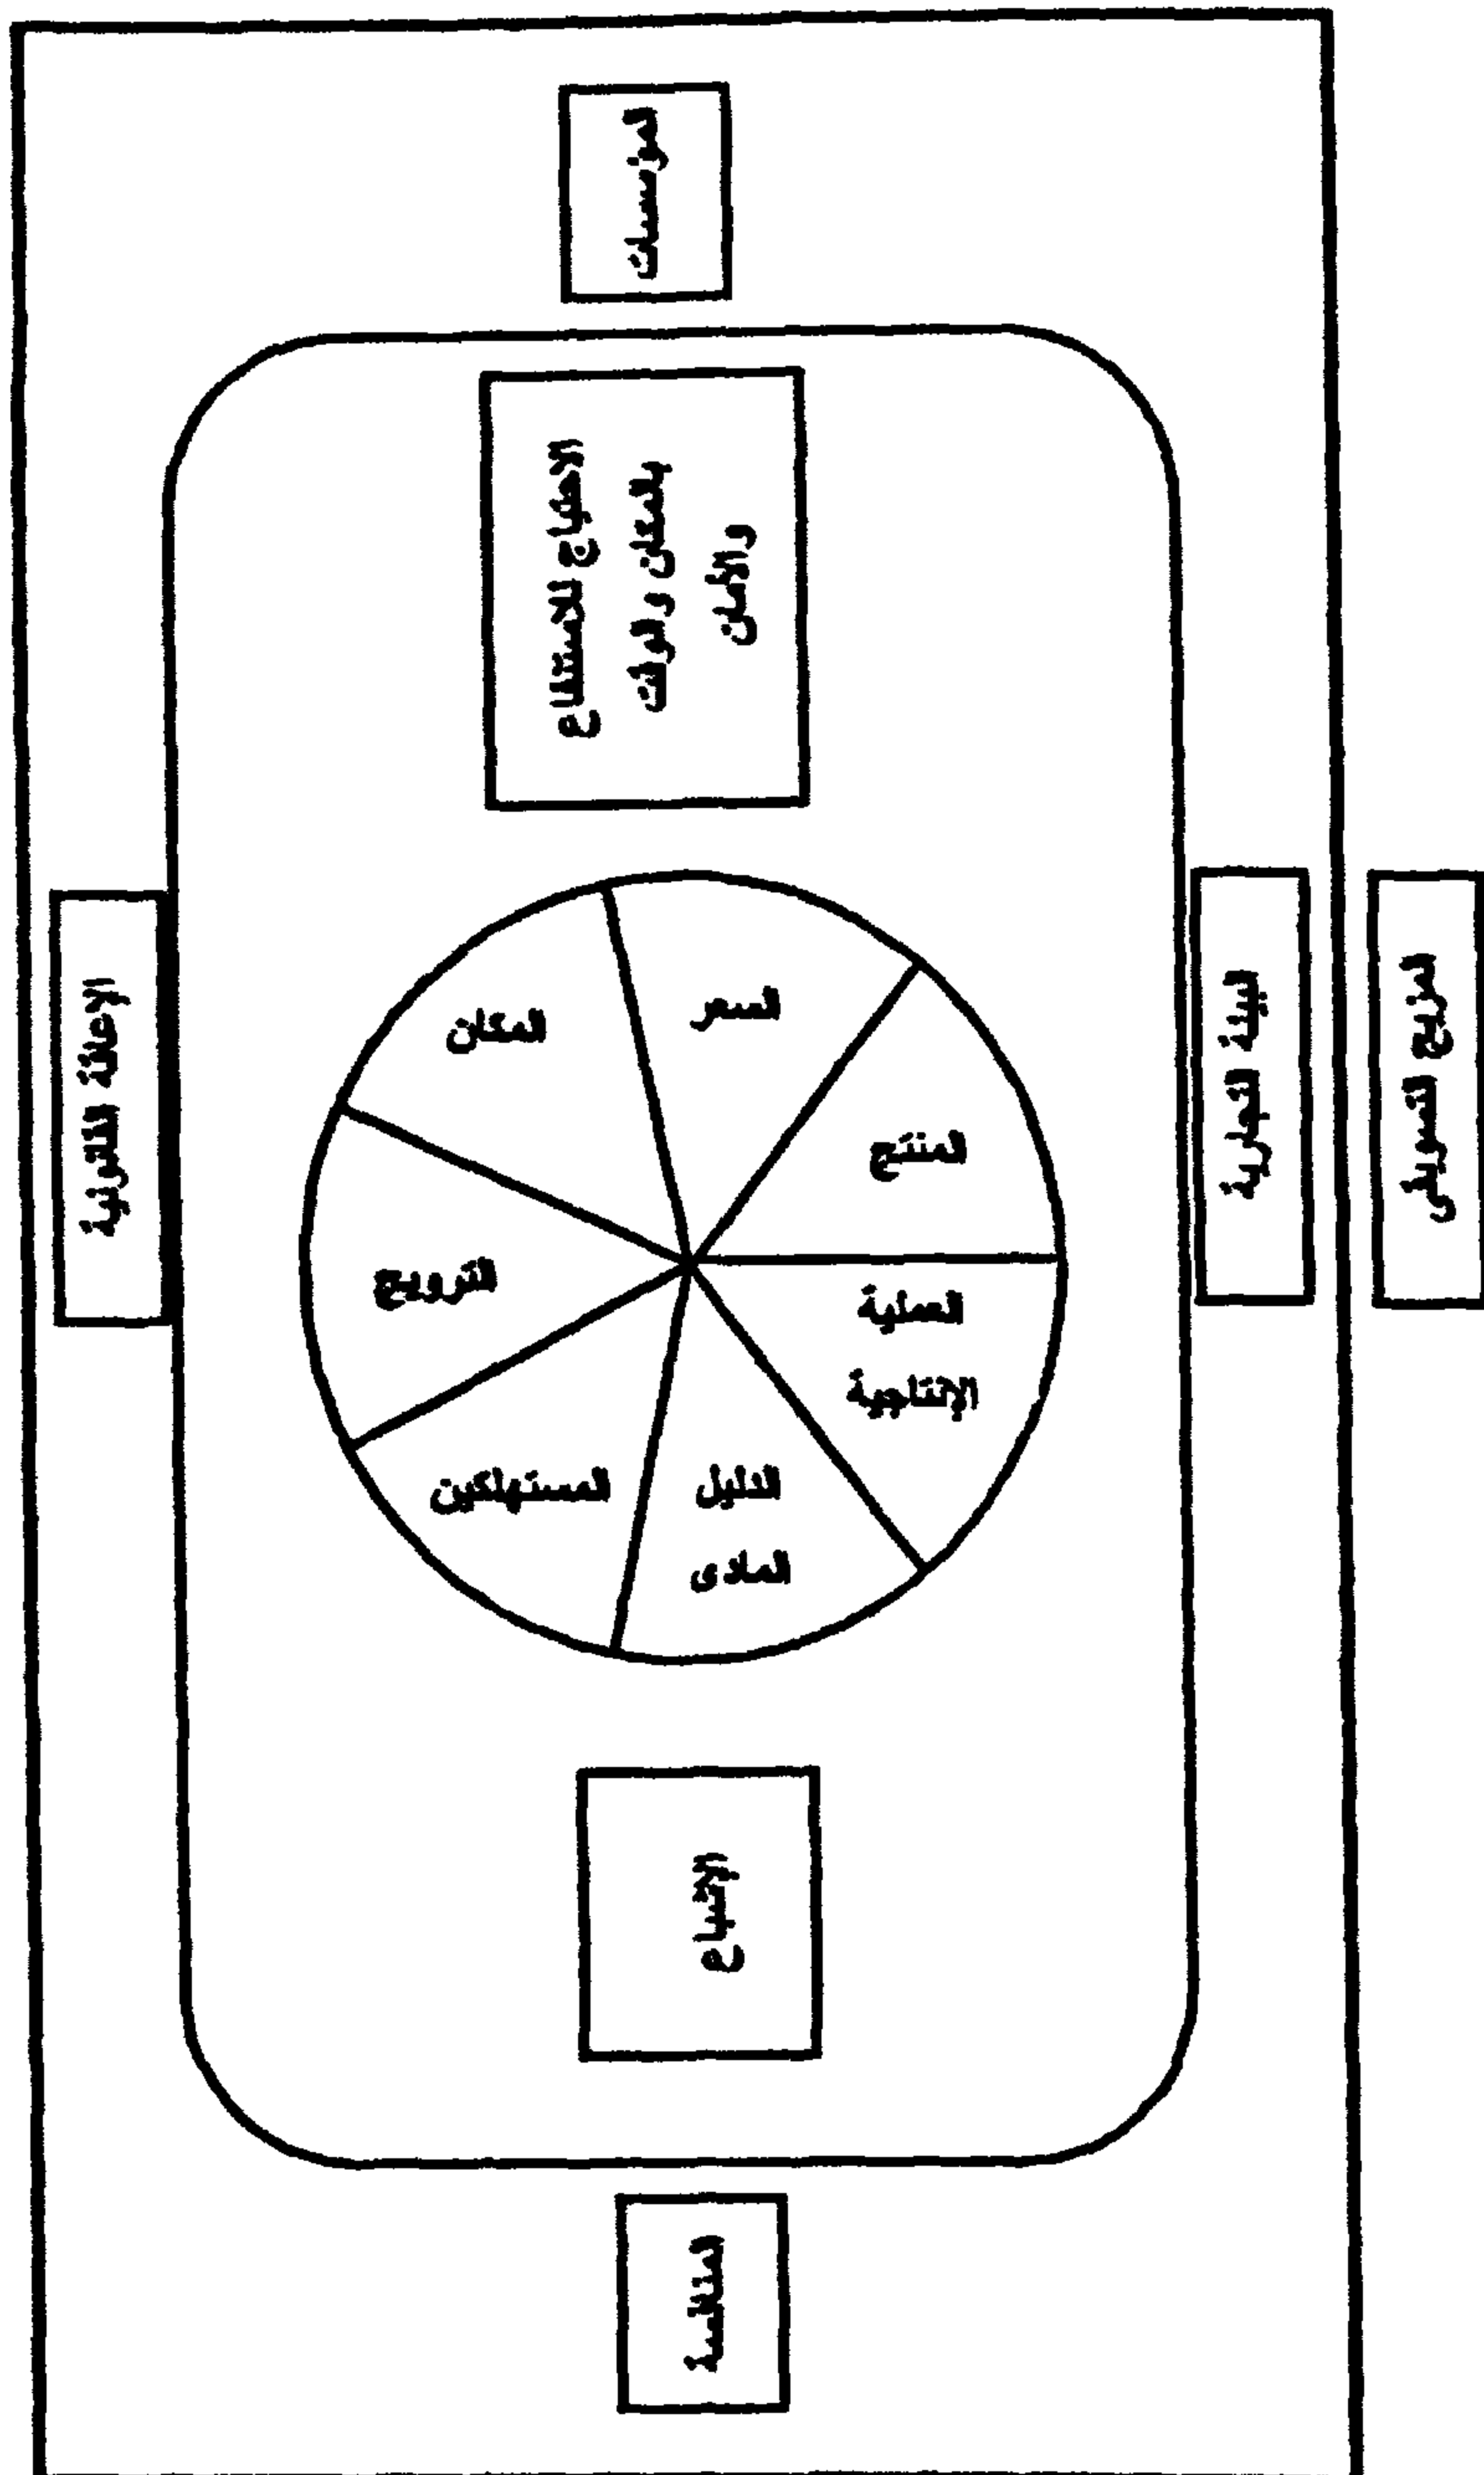 المزيج التسويقى
البيئة التجارية
المؤسسات
الاحتياج للاستمتاع
بالمكان والوقت
والأمان
السعر
المكان
المنتج
الترويج
العملية
الإنتاجية
المستهلكين
الدليل
المادى
الإشباع
المنافسة
الإعاقة القانونية